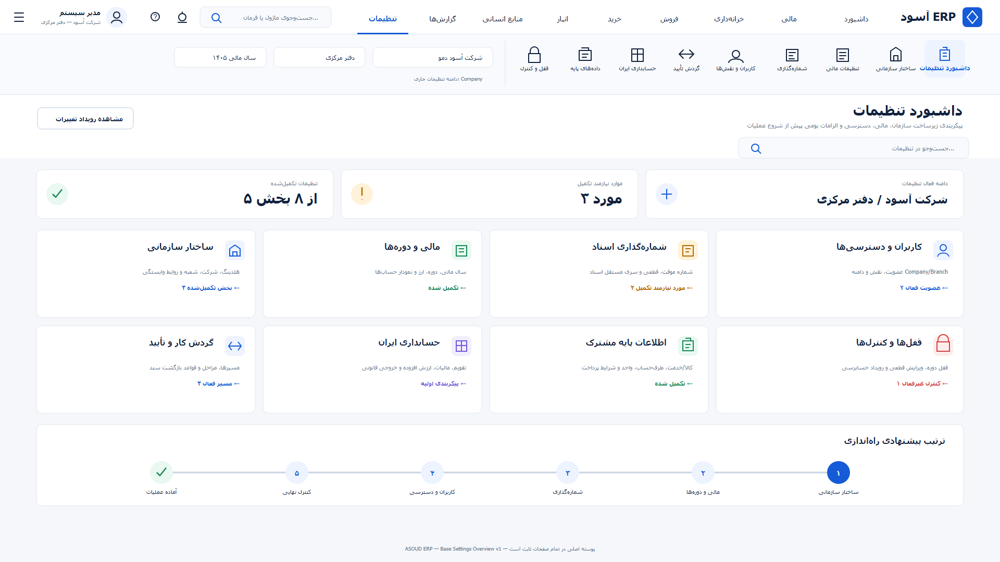 آسود ERP
داشبورد
مالی
خزانه‌داری
فروش
خرید
انبار
منابع انسانی
گزارش‌ها
تنظیمات
جست‌وجوی ماژول یا فرمان...
?
مدیر سیستم
شرکت آسود — دفتر مرکزی
داشبورد تنظیمات
ساختار سازمانی
تنظیمات مالی
شماره‌گذاری
کاربران و نقش‌ها
گردش تأیید
حسابداری ایران
داده‌های پایه
قفل و کنترل
شرکت آسود دمو
دفتر مرکزی
سال مالی ۱۴۰۵
دامنه تنظیمات جاری: Company
داشبورد تنظیمات
پیکربندی زیرساخت سازمان، مالی، دسترسی و الزامات بومی پیش از شروع عملیات
مشاهده رویداد تغییرات
جست‌وجو در تنظیمات...
دامنه فعال تنظیمات
شرکت آسود / دفتر مرکزی
موارد نیازمند تکمیل
۳ مورد
تنظیمات تکمیل‌شده
۵ از ۸ بخش
کاربران و دسترسی‌ها
عضویت، نقش و دامنه Company/Branch
۴ عضویت فعال ←
شماره‌گذاری اسناد
شماره موقت، قطعی و سری مستقل اسناد
۲ مورد نیازمند تکمیل ←
مالی و دوره‌ها
سال مالی، دوره، ارز و نمودار حساب‌ها
تکمیل شده ←
ساختار سازمانی
هلدینگ، شرکت، شعبه و روابط وابستگی
۳ بخش تکمیل‌شده ←
قفل‌ها و کنترل‌ها
قفل دوره، ویرایش قطعی و رویداد حسابرسی
۱ کنترل غیرفعال ←
اطلاعات پایه مشترک
کالا/خدمت، طرف‌حساب، واحد و شرایط پرداخت
تکمیل شده ←
حسابداری ایران
تقویم، مالیات، ارزش افزوده و خروجی قانونی
پیکربندی اولیه ←
گردش کار و تأیید
مسیرها، مراحل و قواعد بازگشت سند
۳ مسیر فعال ←
ترتیب پیشنهادی راه‌اندازی
۱
۲
۳
۴
۵
ساختار سازمانی
مالی و دوره‌ها
شماره‌گذاری
کاربران و دسترسی
کنترل نهایی
آماده عملیات
ASOUD ERP — Base Settings Overview v1 — پوسته اصلی در تمام صفحات ثابت است